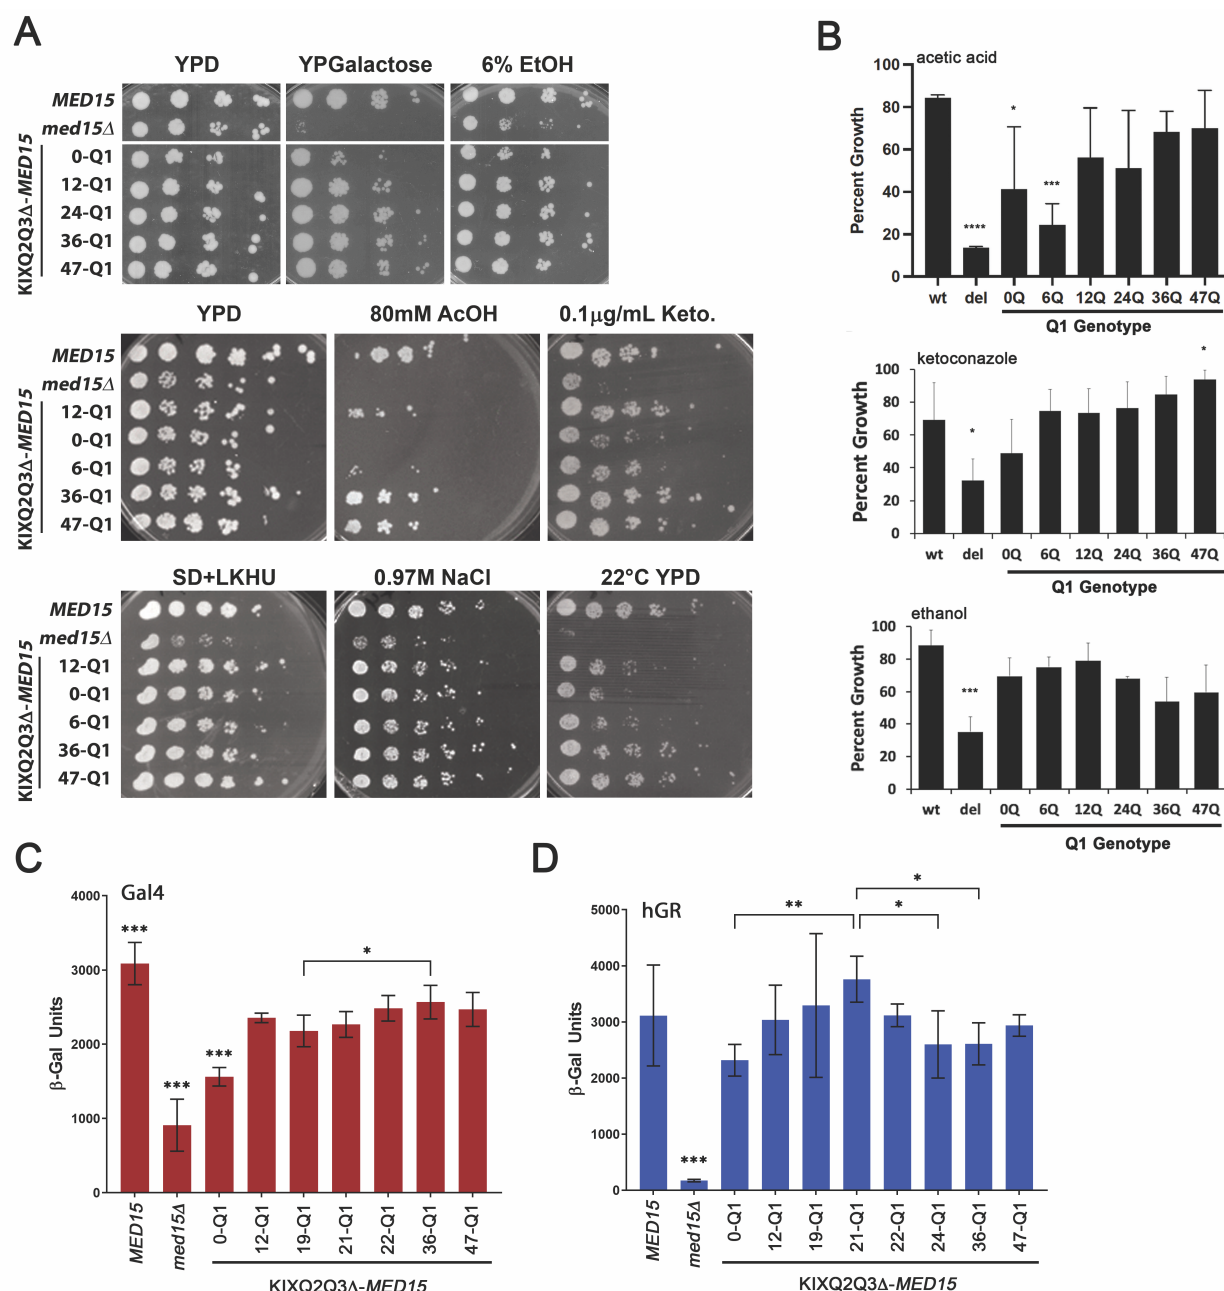 A
YPD YPGalactose 6% EtOH
MED15
med15Δ
0-Q1
12-Q1
24-Q1
36-Q1
47-Q1
KIXQ2Q3Δ-MED15
YPD 80mM AcOH 0.1µg/mL Keto.
MED15
med15Δ
12-Q1
0-Q1
6-Q1
36-Q1
47-Q1
KIXQ2Q3Δ-MED15
SD+LKHU 0.97M NaCl 22°C YPD
MED15
med15Δ
12-Q1
0-Q1
6-Q1
36-Q1
47-Q1
KIXQ2Q3Δ-MED15
B
acetic acid
Percent Growth
100
80
60
40
20
0
* *** ****
wt del 0Q 6Q 12Q 24Q 36Q 47Q
Q1 Genotype
ketoconazole
Percent Growth
100
80
60
40
20
0
* *
wt del 0Q 6Q 12Q 24Q 36Q 47Q
Q1 Genotype
ethanol
Percent Growth
100
80
60
40
20
0
***
wt del 0Q 6Q 12Q 24Q 36Q 47Q
Q1 Genotype
C
Gal4
β-Gal Units
4000
3000
2000
1000
0
*** *** *** *
MED15 med15Δ 0-Q1 12-Q1 19-Q1 21-Q1 22-Q1 36-Q1 47-Q1
KIXQ2Q3Δ-MED15
D
hGR
β-Gal Units
5000
4000
3000
2000
1000
0
*** ** * *
MED15 med15Δ 0-Q1 12-Q1 19-Q1 21-Q1 22-Q1 24-Q1 36-Q1 47-Q1
KIXQ2Q3Δ-MED15